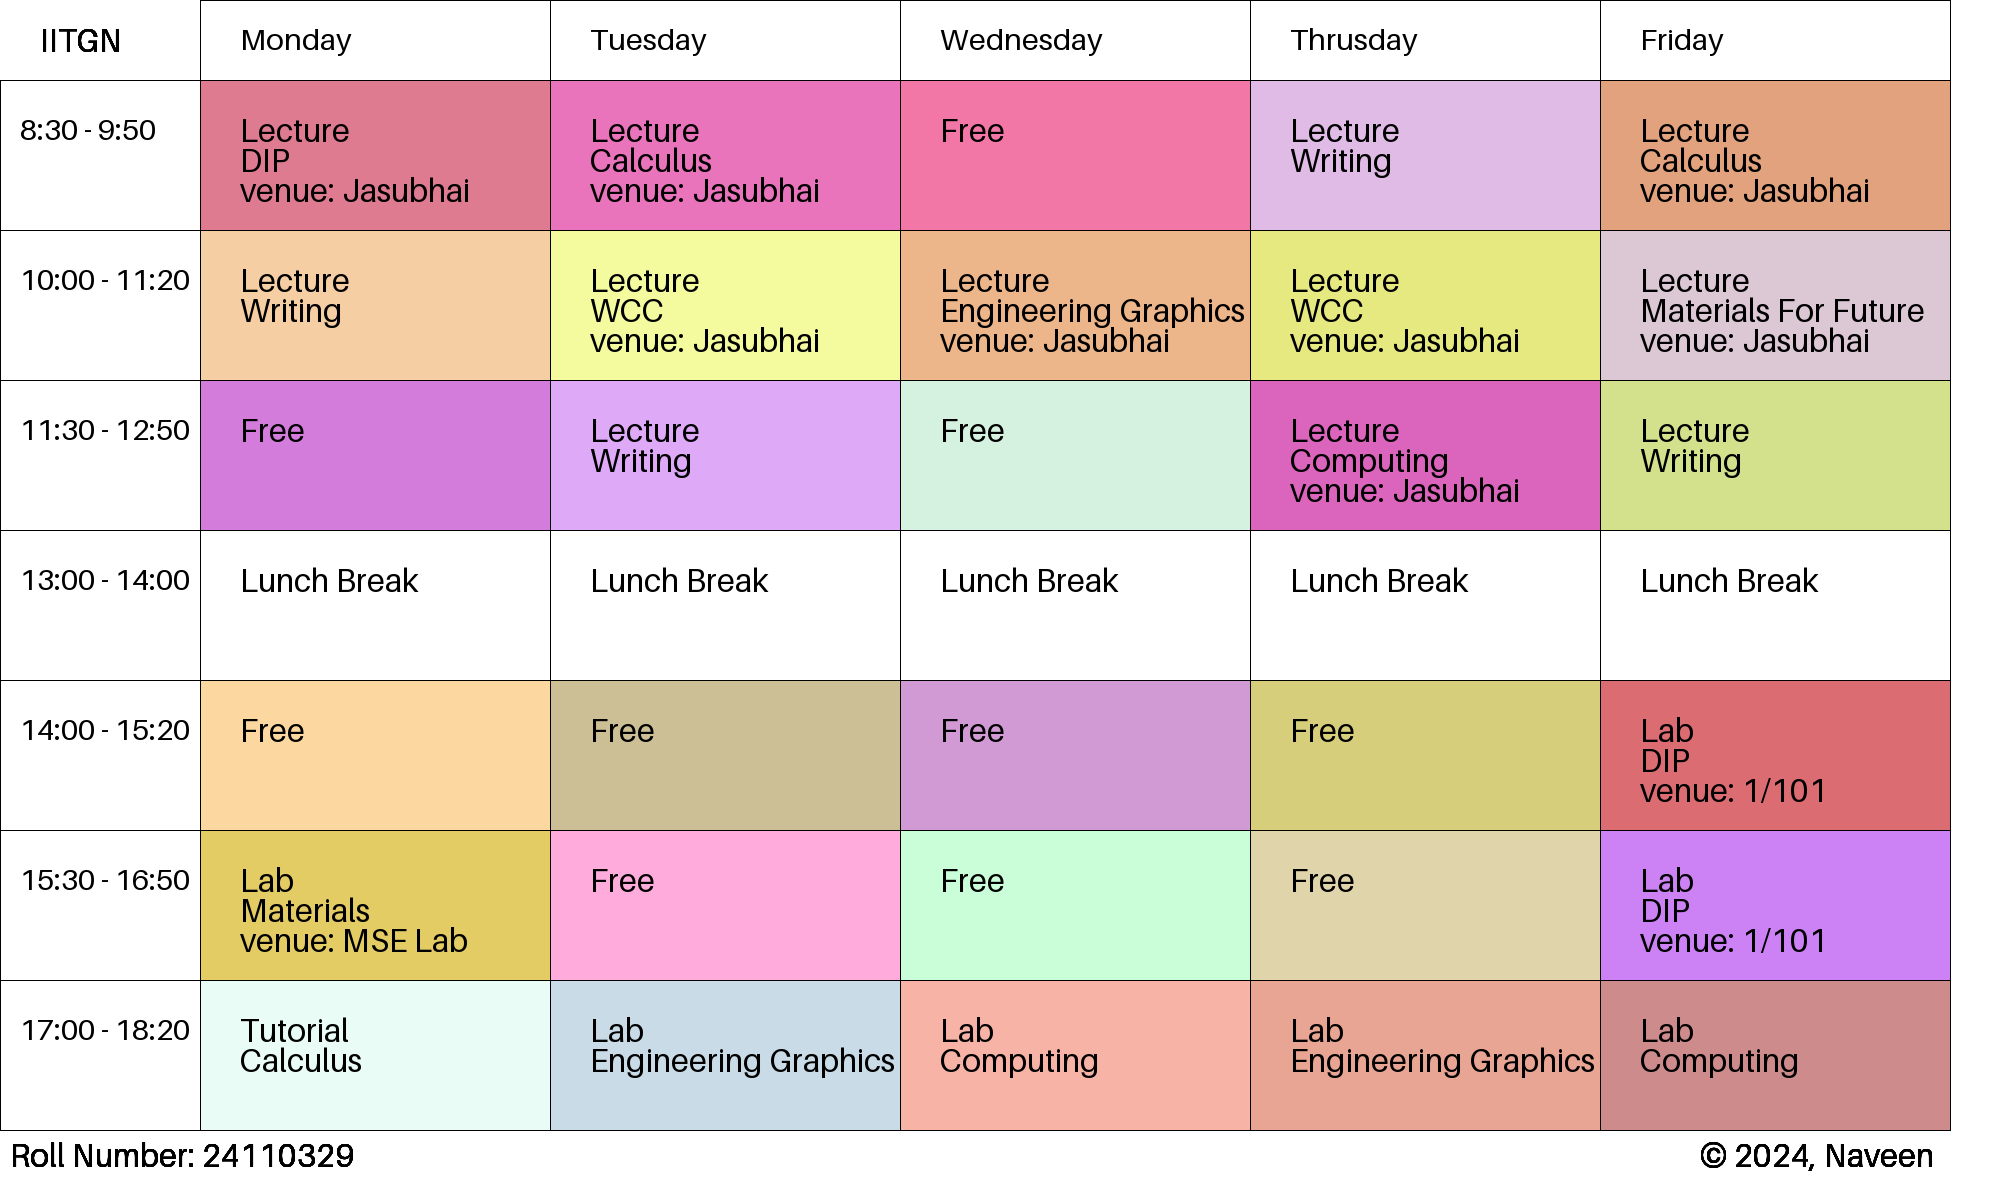 IITGN Monday Tuesday Wednesday Thrusday Friday
8:30 - 9:50
Lecture
DIP
venue: Jasubhai
Lecture
Calculus
venue: Jasubhai
Free
Lecture
Writing
Lecture
Calculus
venue: Jasubhai
10:00 - 11:20
Lecture
Writing
Lecture
WCC
venue: Jasubhai
Lecture
Engineering Graphics
venue: Jasubhai
Lecture
WCC
venue: Jasubhai
Lecture
Materials For Future
venue: Jasubhai
11:30 - 12:50
Free
Lecture
Writing
Free
Lecture
Computing
venue: Jasubhai
Lecture
Writing
13:00 - 14:00
Lunch Break
Lunch Break
Lunch Break
Lunch Break
Lunch Break
14:00 - 15:20
Free
Free
Free
Free
Lab
DIP
venue: 1/101
15:30 - 16:50
Lab
Materials
venue: MSE Lab
Free
Free
Free
Lab
DIP
venue: 1/101
17:00 - 18:20
Tutorial
Calculus
Lab
Engineering Graphics
Lab
Computing
Lab
Engineering Graphics
Lab
Computing
Roll Number: 24110329
© 2024, Naveen